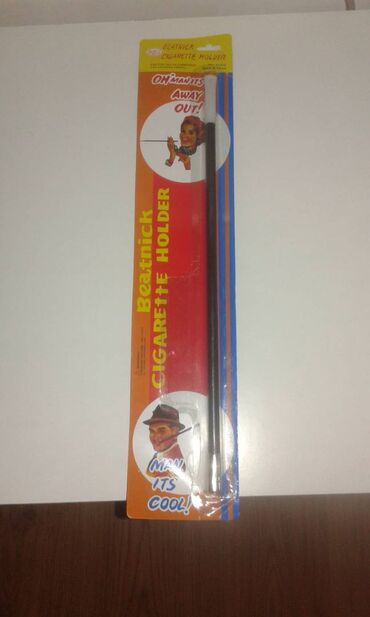 BEATNICK
CIGARETTE HOLDER
OH'MAN ITS
AWAY
OUT!
Beatnick
CIGARETTE HOLDER
MAN
ITS
COOL!